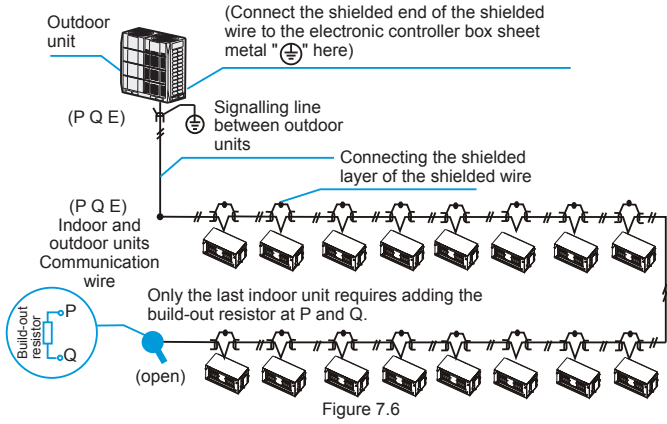 Outdoor
unit
(Connect the shielded end of the shielded
wire to the electronic controller box sheet
metal "⏚" here)
(P Q E)
Signalling line
between outdoor
units
Connecting the shielded
layer of the shielded wire
(P Q E)
Indoor and
outdoor units
Communication
wire
Only the last indoor unit requires adding the
build-out resistor at P and Q.
Build-out
resistor
P
Q
(open)
Figure 7.6